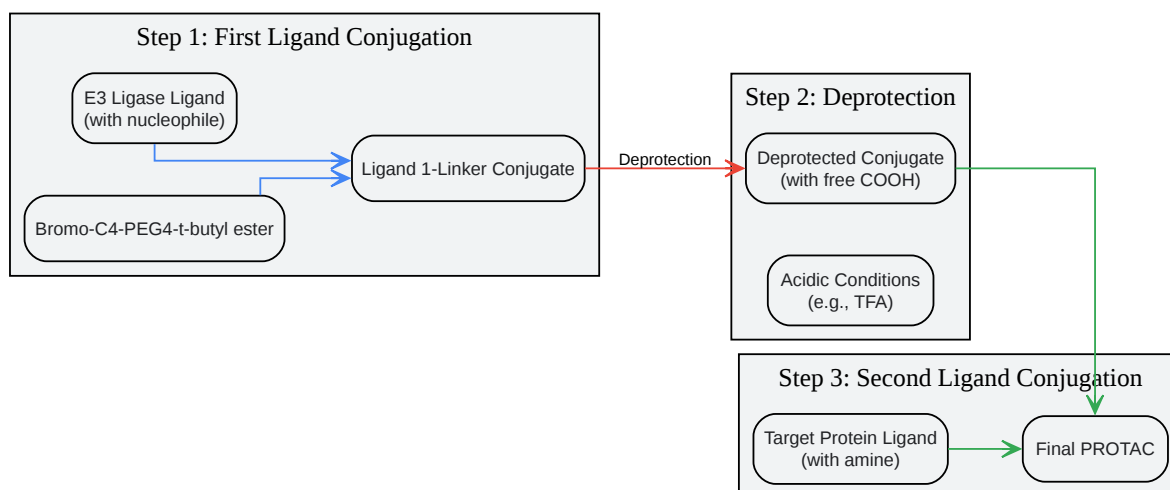 Step 1: First Ligand Conjugation
E3 Ligase Ligand
(with nucleophile)
Ligand 1-Linker Conjugate
Bromo-C4-PEG4-t-butyl ester
Deprotection
Step 2: Deprotection
Deprotected Conjugate
(with free COOH)
Acidic Conditions
(e.g., TFA)
Step 3: Second Ligand Conjugation
Target Protein Ligand
(with amine)
Final PROTAC